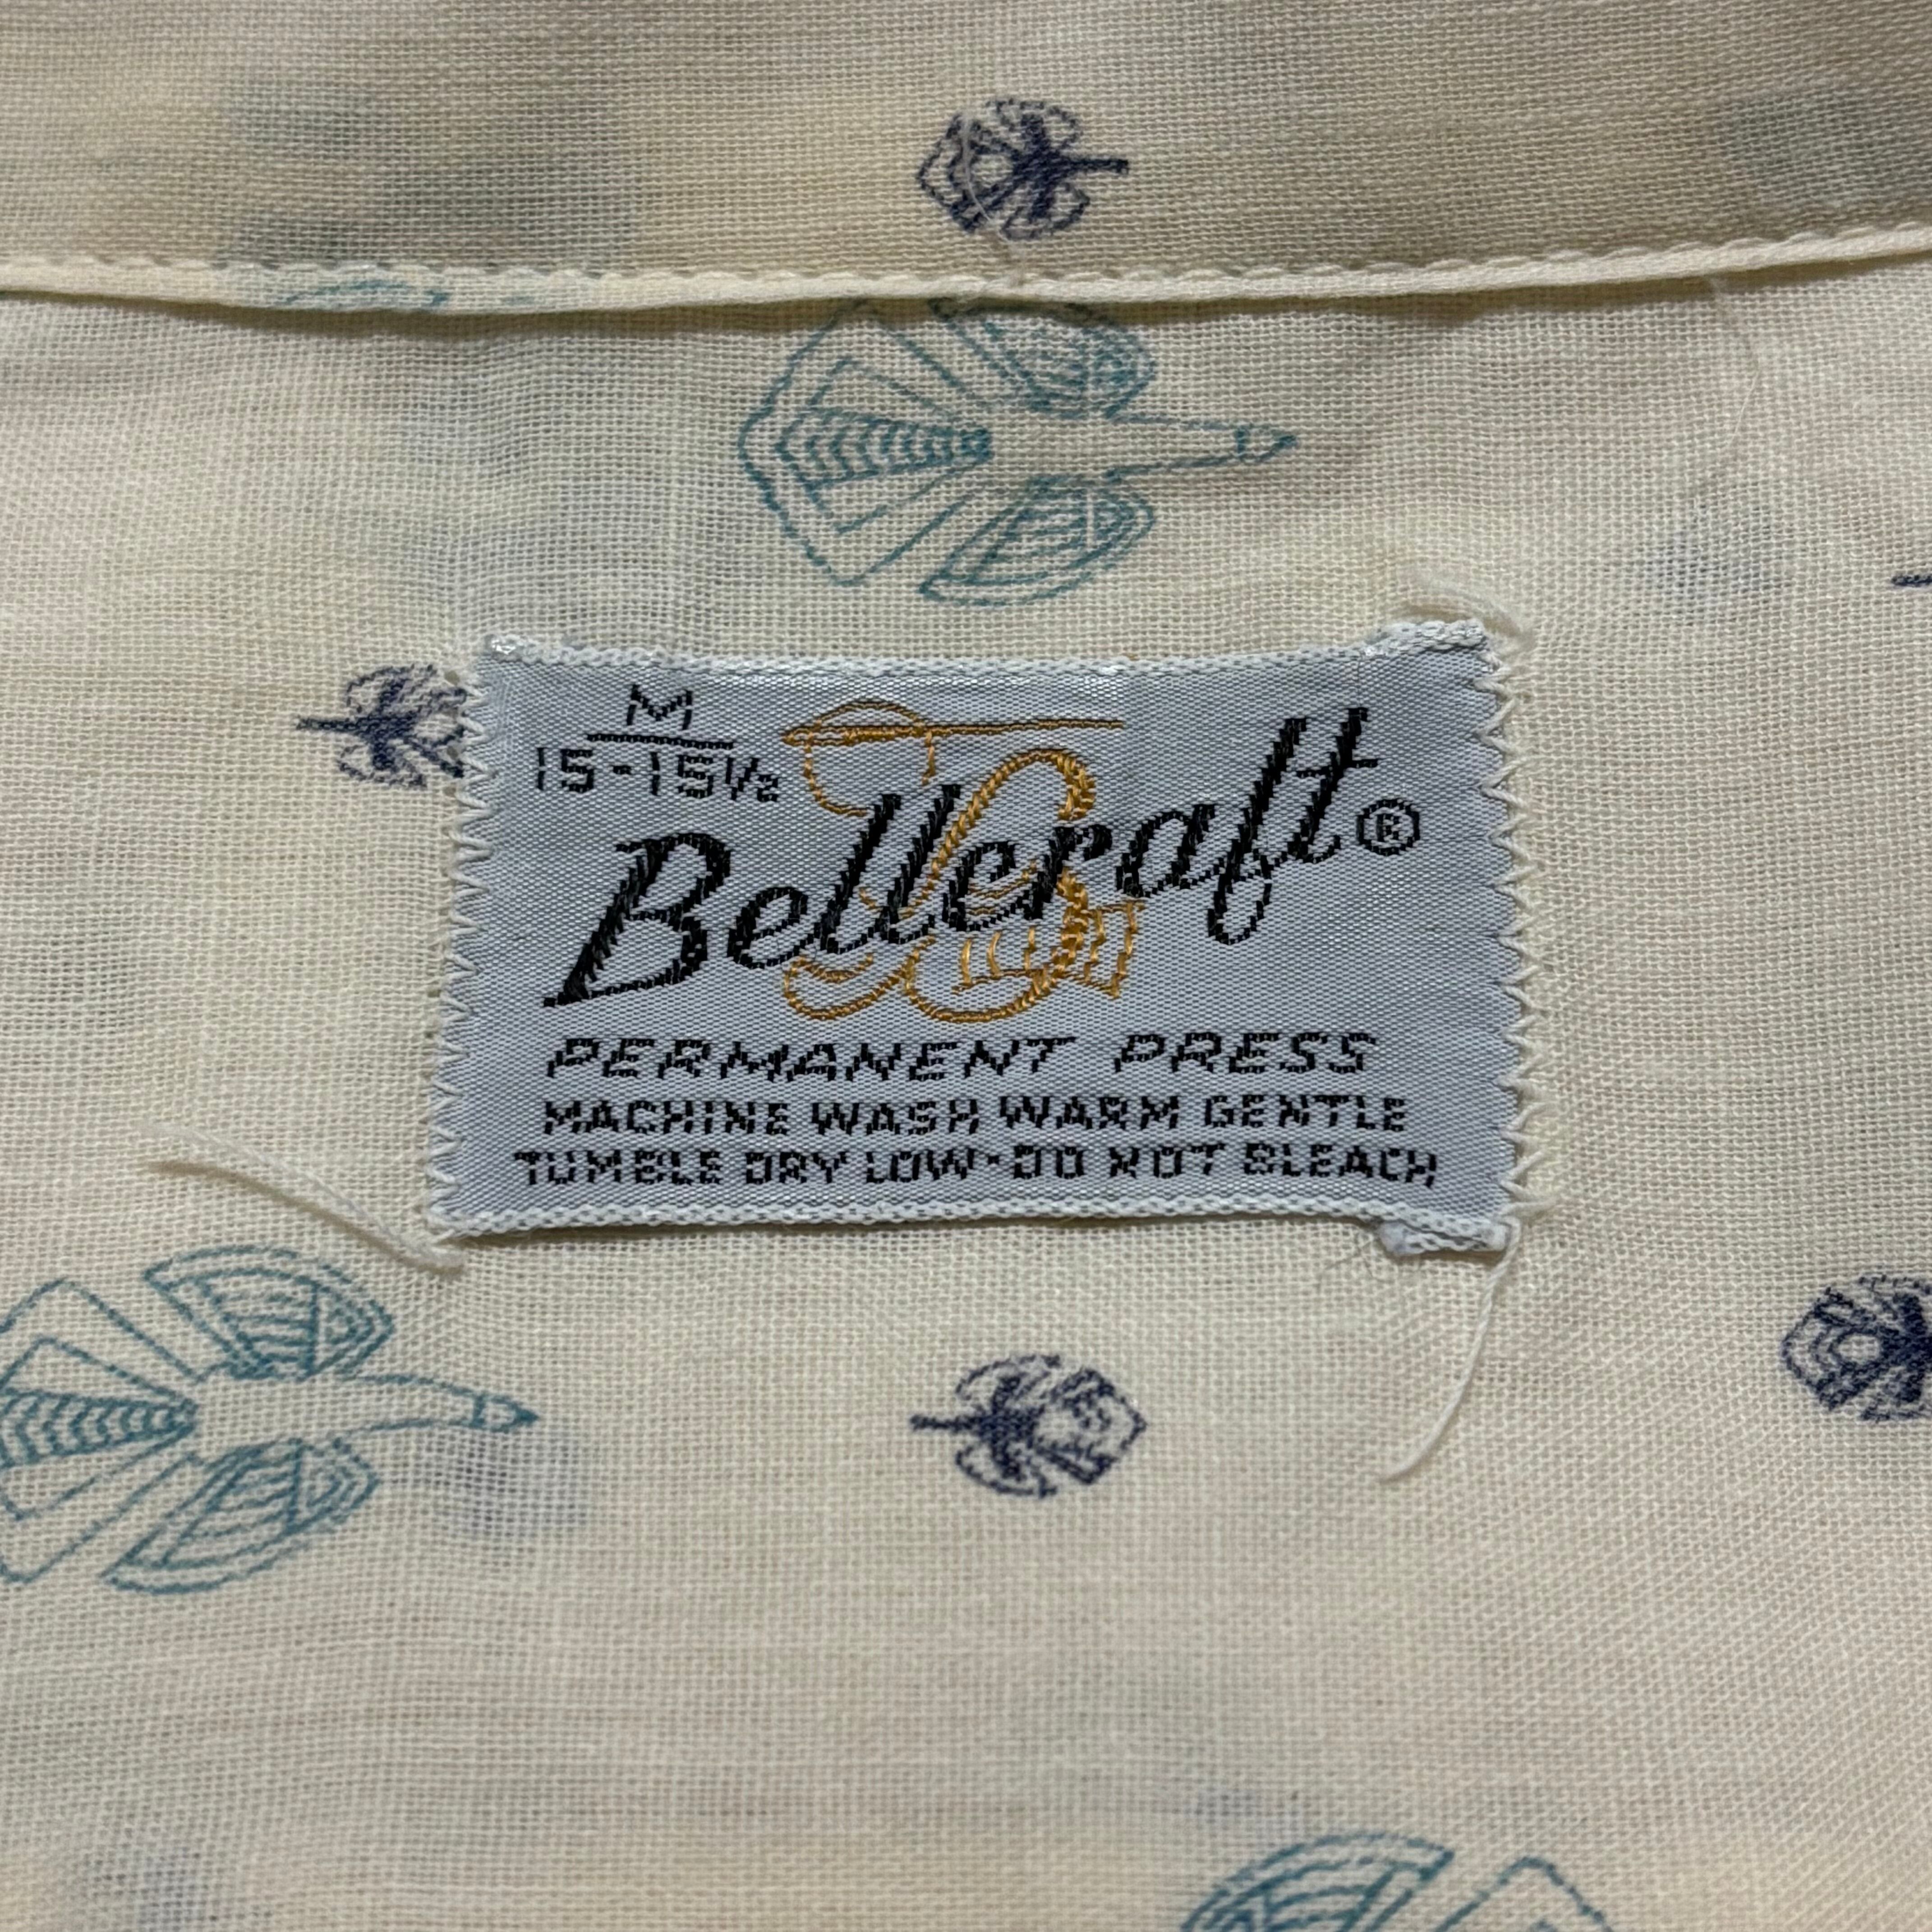 M
15-15½
Bellcraft®
PERMANENT PRESS
MACHINE WASH WARM GENTLE
TUMBLE DRY LOW-DO NOT BLEACH